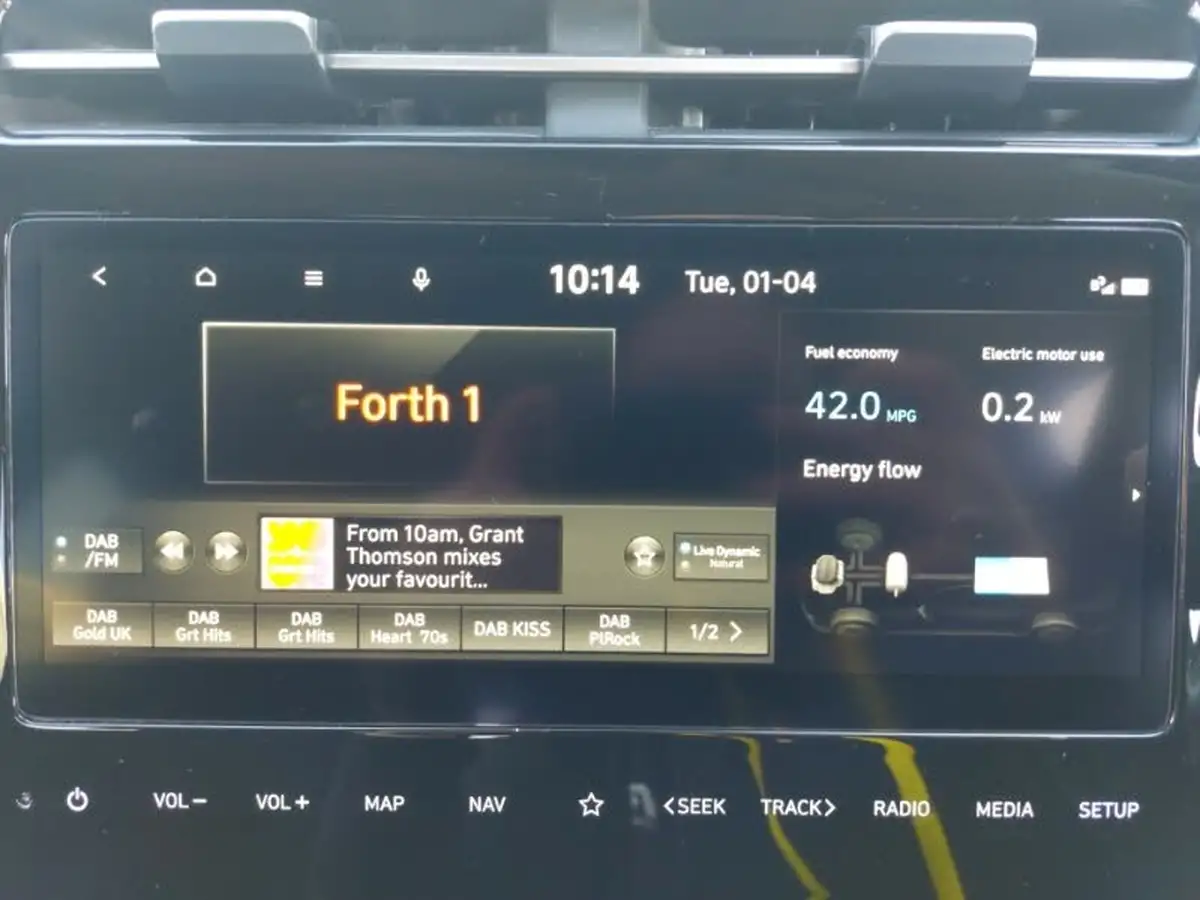 10:14
Tue, 01-04
Forth 1
Fuel economy
Electric motor use
42.0 MPG
0.2 kW
Energy flow
DAB
/FM
From 10am, Grant
Thomson mixes
your favourit...
Live Dynamic
Natural
DAB
Gold UK
DAB
Grt Hits
DAB
Grt Hits
DAB
Heart 70s
DAB KISS
DAB
PlRock
1/2 >
VOL−
VOL+
MAP
NAV
<SEEK
TRACK>
RADIO
MEDIA
SETUP